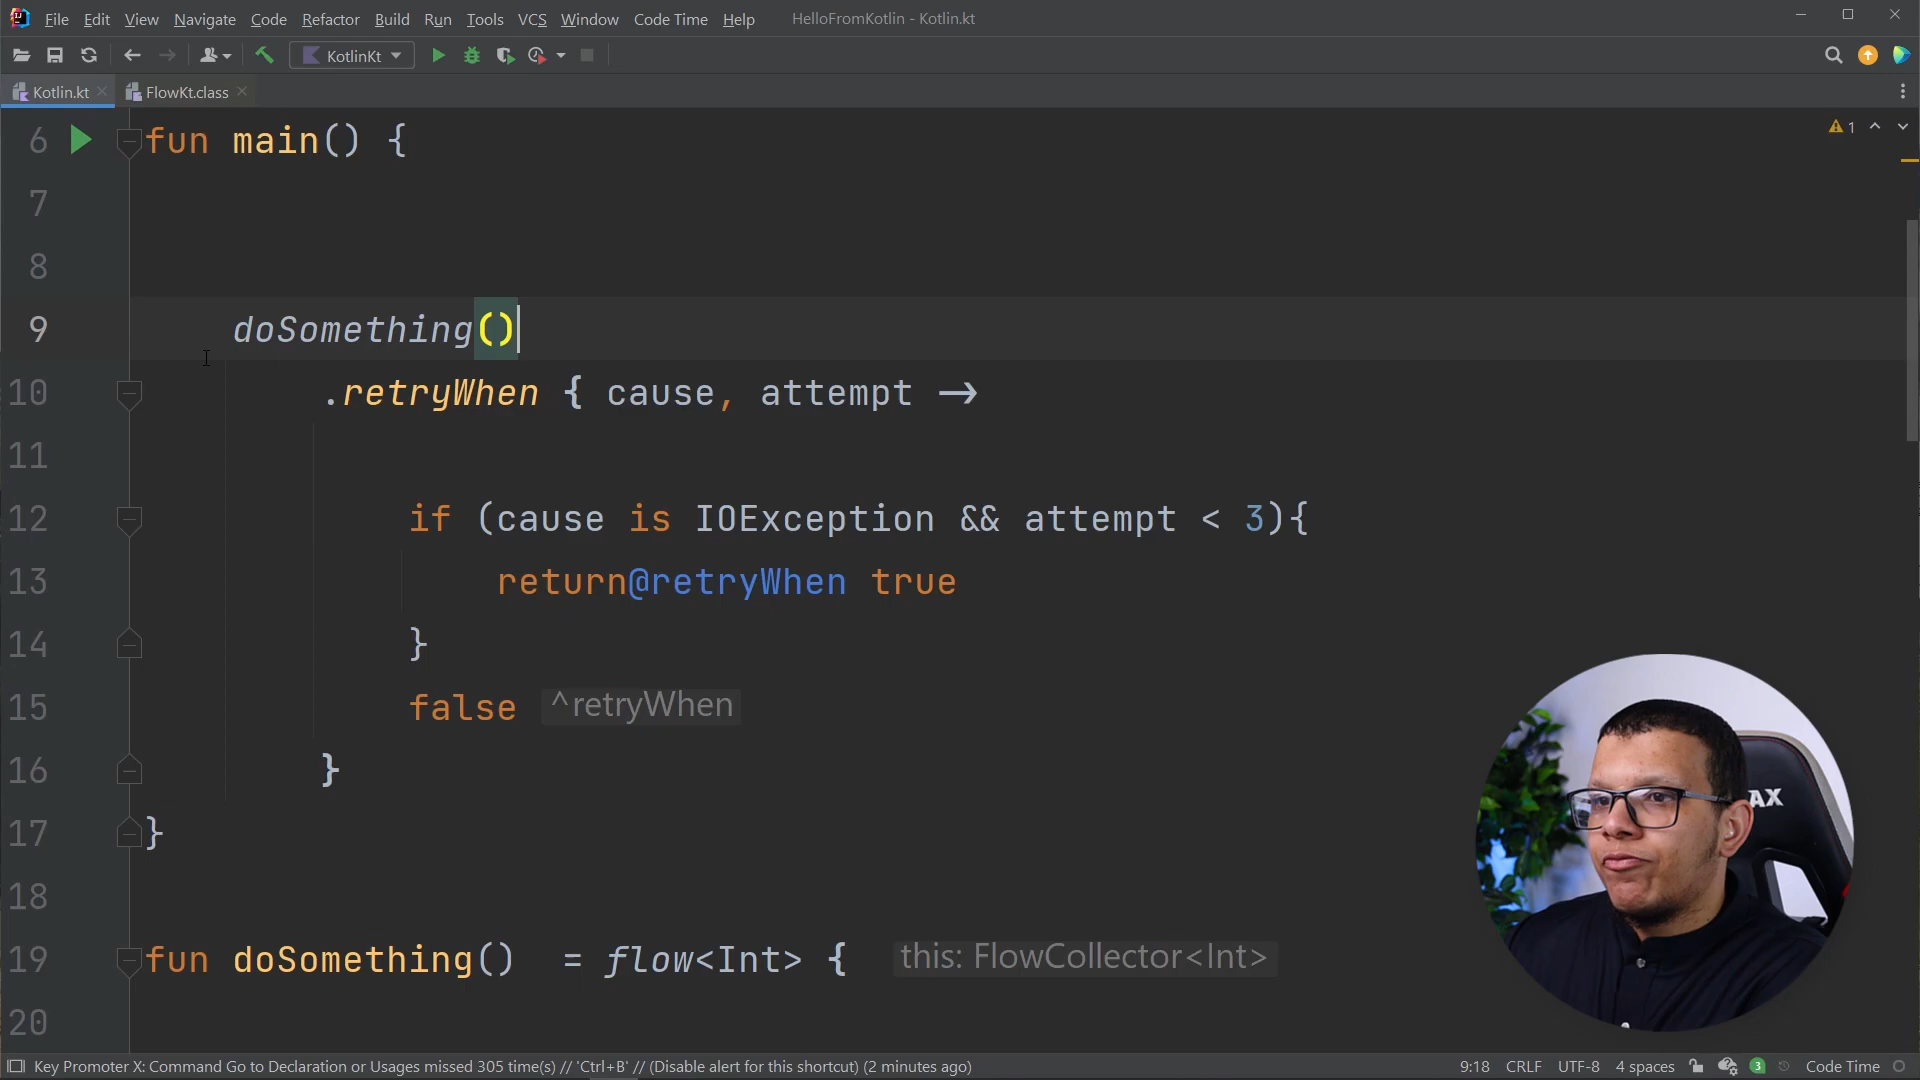 File Edit View Navigate Code Refactor Build Run Tools VCS Window Code Time Help HelloFromKotlin - Kotlin.kt
KotlinKt
Kotlin.kt FlowKt.class
6 fun main() {
1
7
8
9 doSomething()
10 .retryWhen { cause, attempt ->
11
12 if (cause is IOException && attempt < 3){
13 return@retryWhen true
14 }
15 false ^retryWhen
16 }
17 }
18
19 fun doSomething() = flow<Int> { this: FlowCollector<Int>
20
AX
Key Promoter X: Command Go to Declaration or Usages missed 305 time(s) // 'Ctrl+B' // (Disable alert for this shortcut) (2 minutes ago) 9:18 CRLF UTF-8 4 spaces 3 Code Time